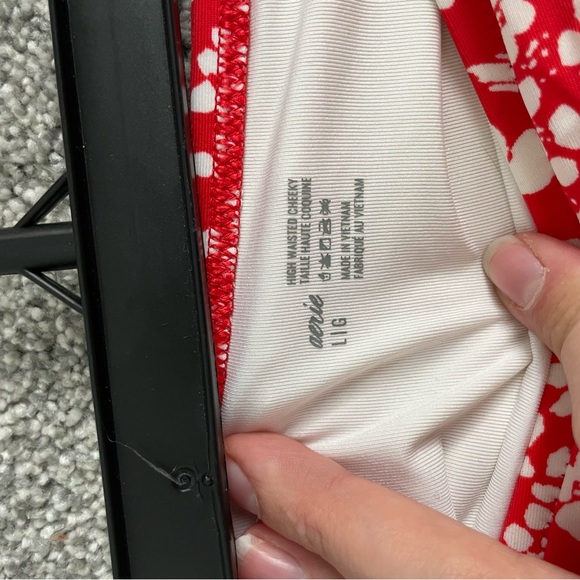 aerie
L | G
HIGH WAISTED CHEEKY
TAILLE HAUTE COQUINE
MADE IN VIETNAM
FABRIQUÉ AU VIETNAM